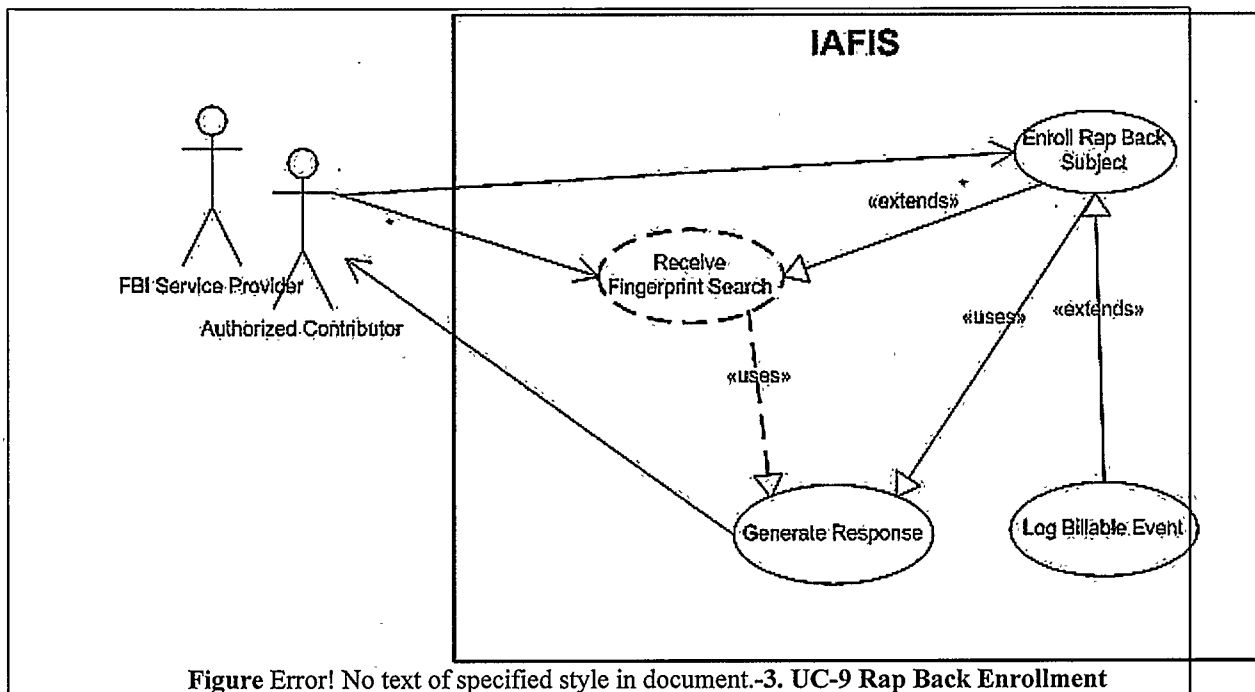 IAFIS
Enroll Rap Back
Subject
«extends»
Receive
Fingerprint Search
FBI Service Provider
Authorized Contributor
«uses»
«extends»
«uses»
Generate Response
Log Billable Event
Figure Error! No text of specified style in document.-3. UC-9 Rap Back Enrollment